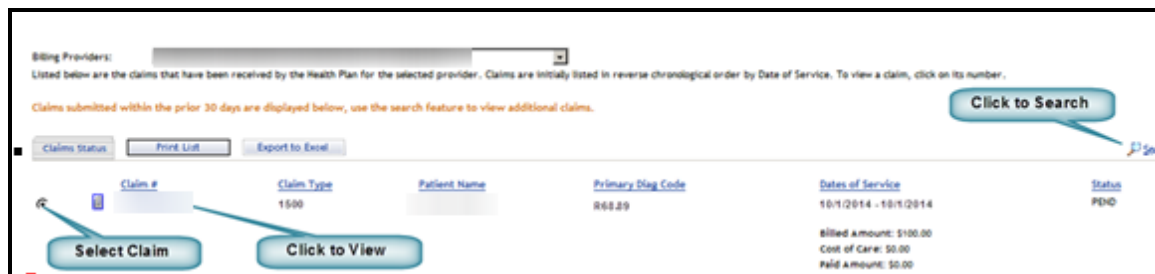 Billing Providers:
Listed below are the claims that have been received by the Health Plan for the selected provider. Claims are initially listed in reverse chronological order by Date of Service. To view a claim, click on its number.
Claims submitted within the prior 30 days are displayed below, use the search feature to view additional claims.
Click to Search
Claims Status Print List Export to Excel
Claim # Claim Type Patient Name Primary Diag Code Dates of Service Status
1500 R68.89 10/1/2014 - 10/1/2014 PEND
Select Claim Click to View
Billed Amount: $100.00
Cost of Care: $0.00
Paid Amount: $0.00